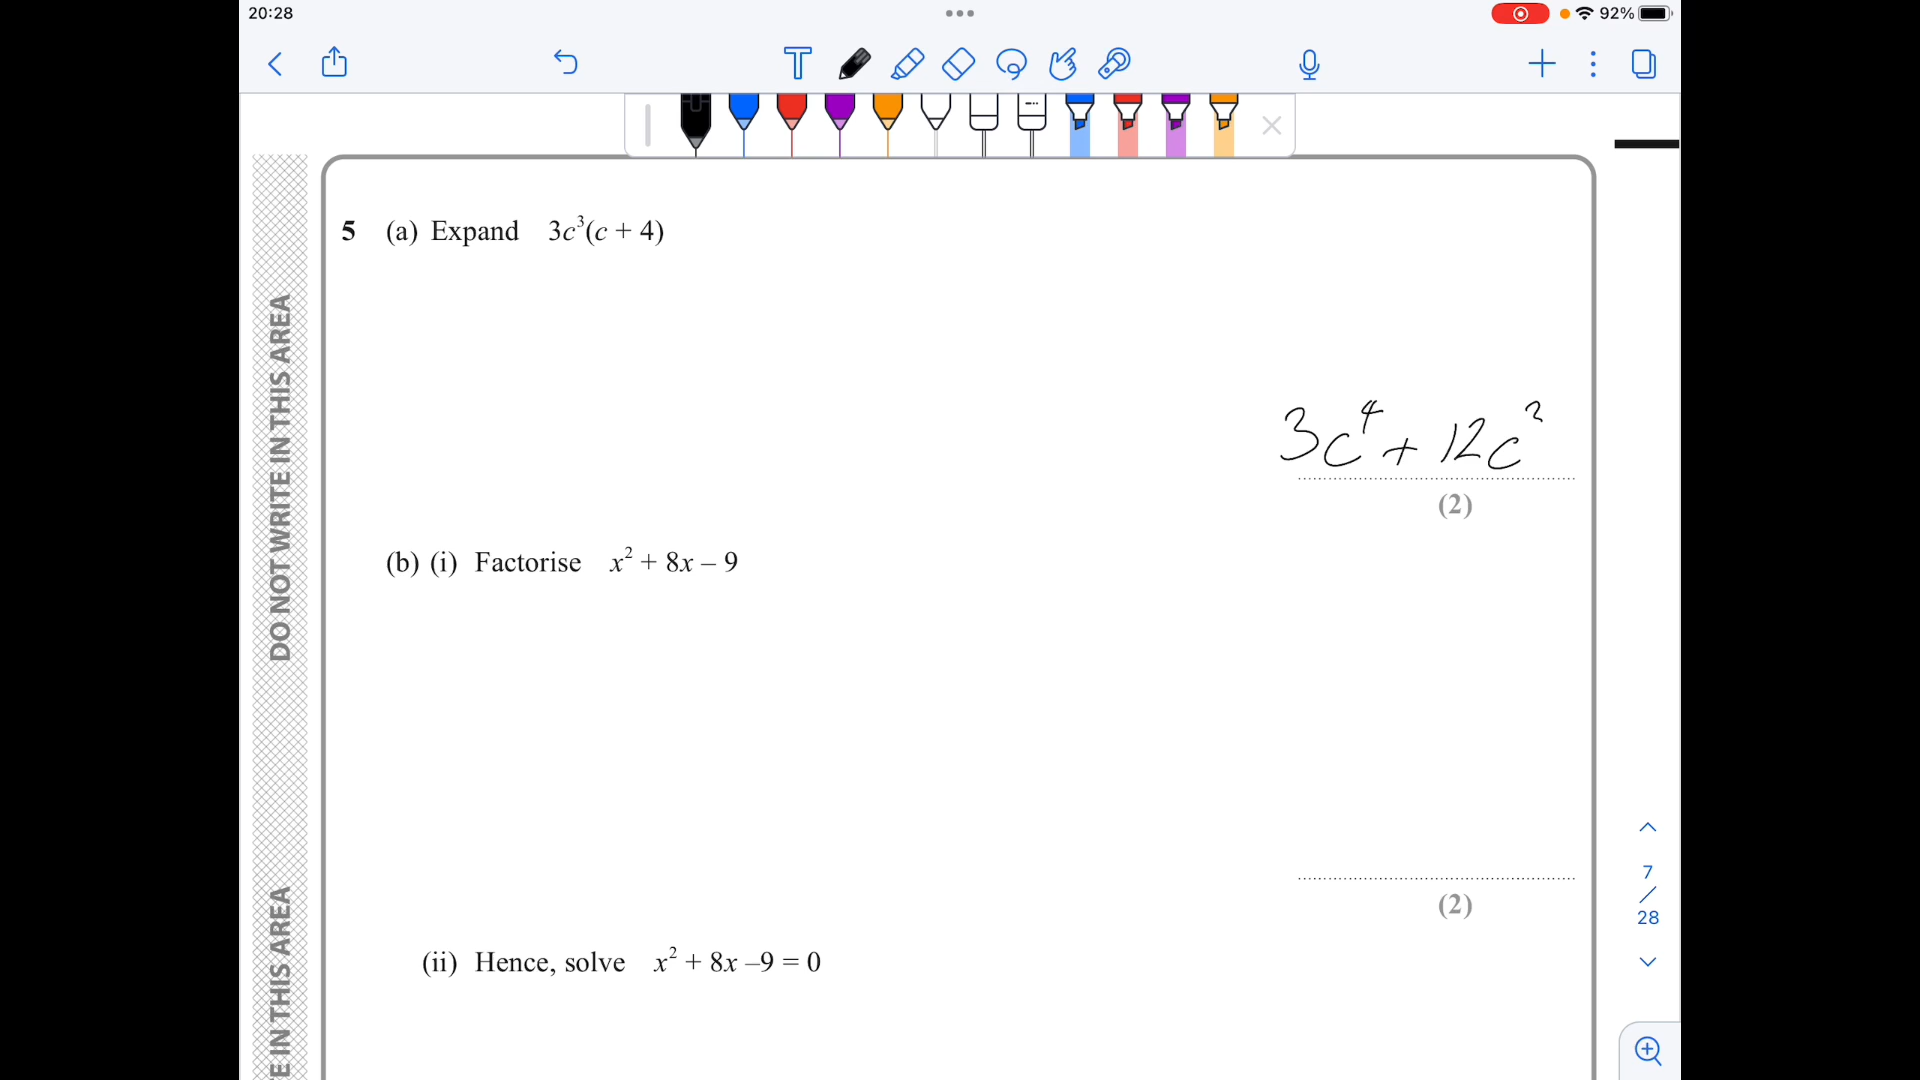 20:28
92%
5 (a) Expand 3c³(c + 4)
3c⁴ + 12c³
(2)
(b) (i) Factorise x² + 8x – 9
(2)
(ii) Hence, solve x² + 8x –9 = 0
DO NOT WRITE IN THIS AREA
E IN THIS AREA
7
/
28